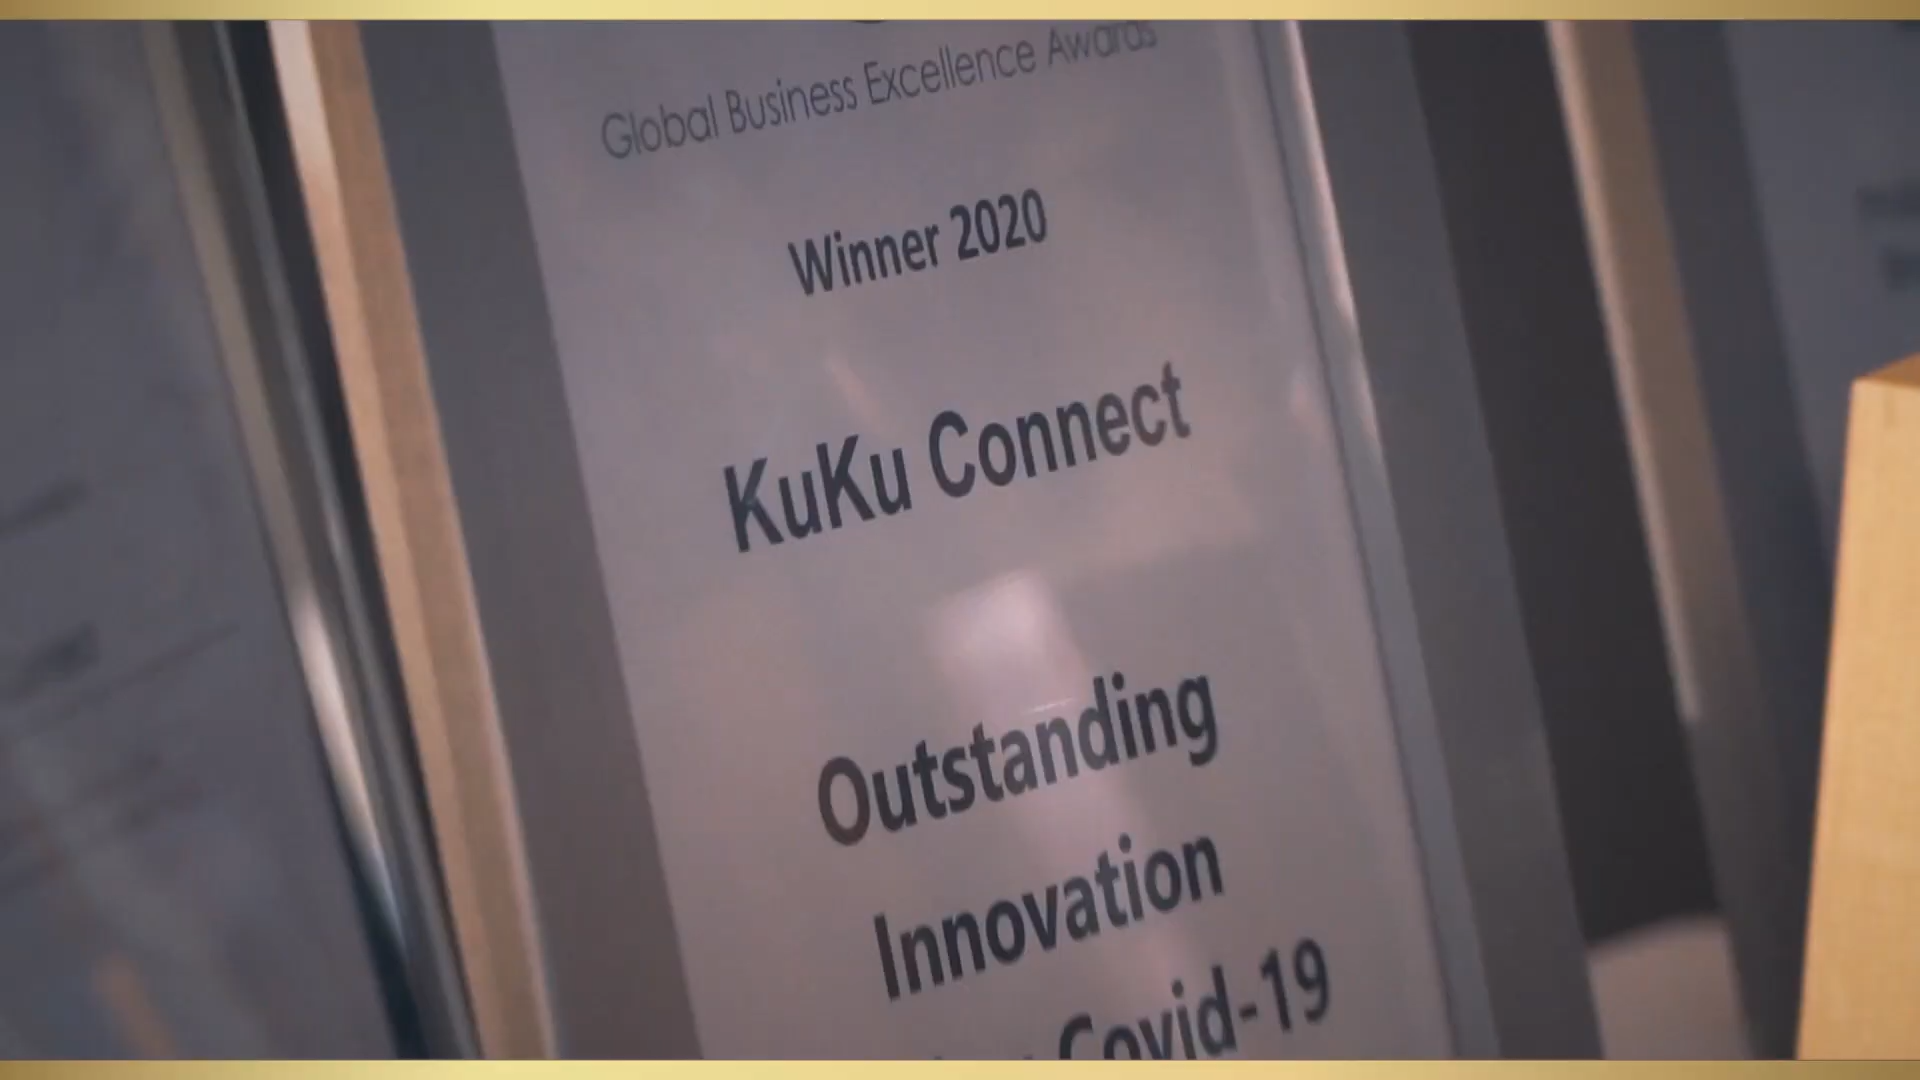 Global Business Excellence Awards
Winner 2020
KuKu Connect
Outstanding
Innovation
Covid-19